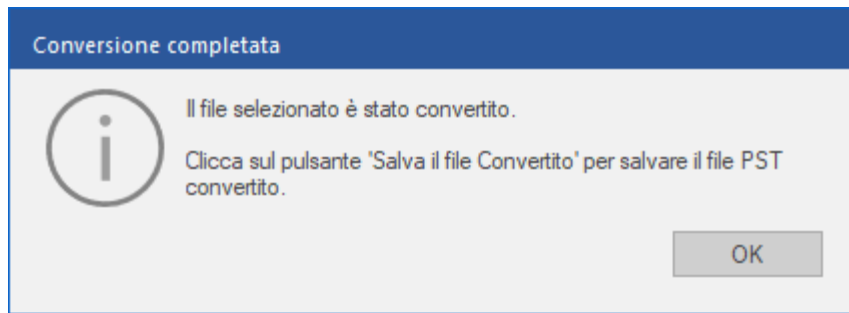 Conversione completata
Il file selezionato è stato convertito.
Clicca sul pulsante 'Salva il file Convertito' per salvare il file PST
convertito.
OK